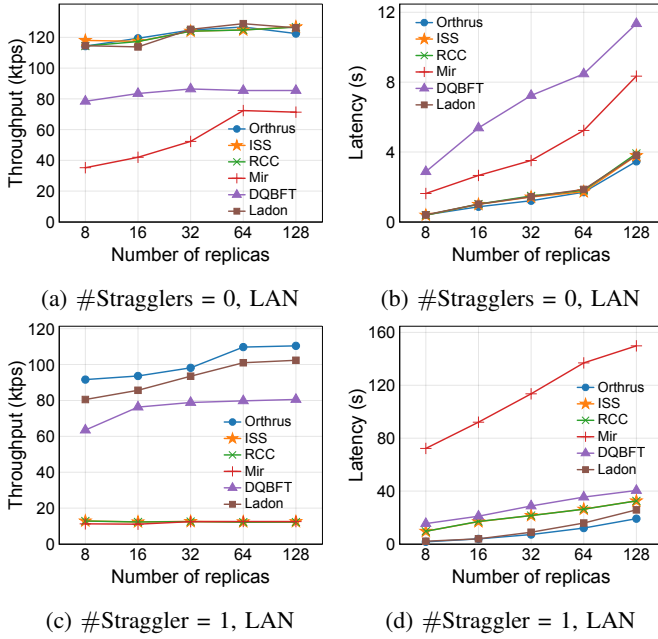 Throughput (ktps)
120
100
80
60
40
20
0
8 16 32 64 128
Number of replicas
Orthrus
ISS
RCC
Mir
DQBFT
Ladon
(a) #Stragglers = 0, LAN
Latency (s)
12
8
4
0
8 16 32 64 128
Number of replicas
Orthrus
ISS
RCC
Mir
DQBFT
Ladon
(b) #Stragglers = 0, LAN
Throughput (ktps)
120
100
80
60
40
20
0
8 16 32 64 128
Number of replicas
Orthrus
ISS
RCC
Mir
DQBFT
Ladon
(c) #Straggler = 1, LAN
Latency (s)
160
120
80
40
0
8 16 32 64 128
Number of replicas
Orthrus
ISS
RCC
Mir
DQBFT
Ladon
(d) #Straggler = 1, LAN